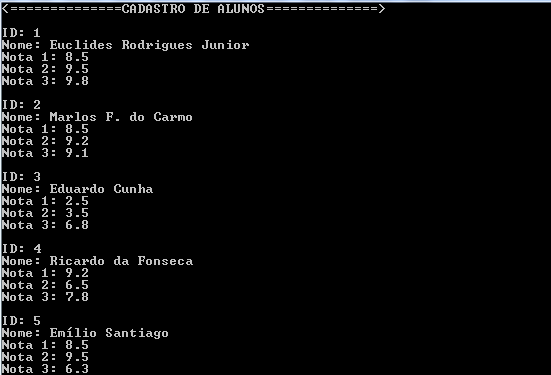 <==============CADASTRO DE ALUNOS==============>
ID: 1
Nome: Euclides Rodrigues Junior
Nota 1: 8.5
Nota 2: 9.5
Nota 3: 9.8
ID: 2
Nome: Marlos F. do Carmo
Nota 1: 8.5
Nota 2: 9.2
Nota 3: 9.1
ID: 3
Nome: Eduardo Cunha
Nota 1: 2.5
Nota 2: 3.5
Nota 3: 6.8
ID: 4
Nome: Ricardo da Fonseca
Nota 1: 9.2
Nota 2: 6.5
Nota 3: 7.8
ID: 5
Nome: Emílio Santiago
Nota 1: 8.5
Nota 2: 9.5
Nota 3: 6.3